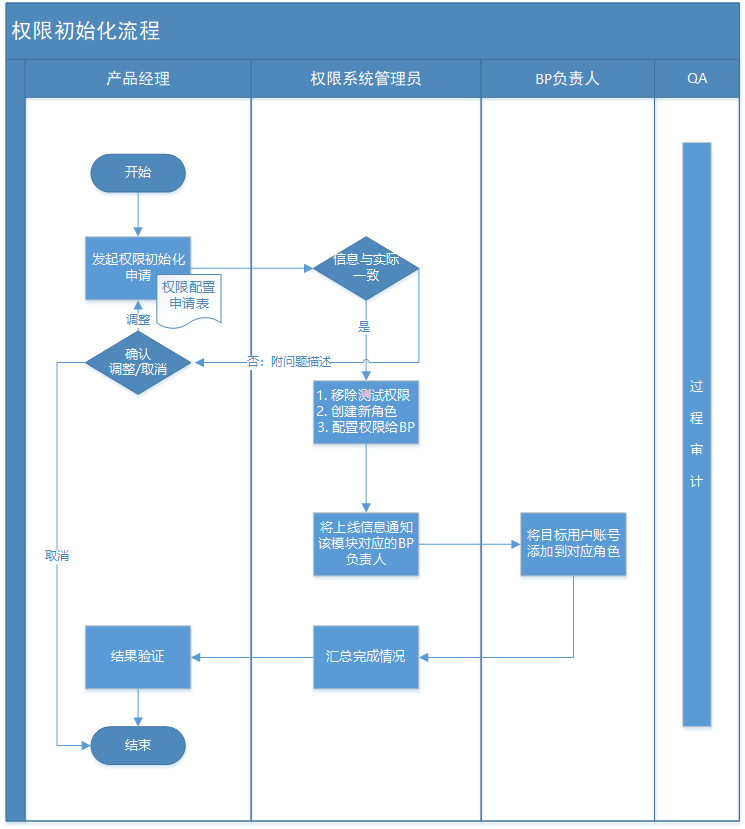 权限初始化流程
产品经理
权限系统管理员
BP负责人
QA
开始
发起权限初始化
申请
权限配置
申请表
信息与实际
一致
调整
是
确认
调整/取消
否：附问题描述
1. 移除测试权限
2. 创建新角色
3. 配置权限给BP
过
程
审
计
将上线信息通知
该模块对应的BP
负责人
将目标用户账号
添加到对应角色
取消
结果验证
汇总完成情况
结束